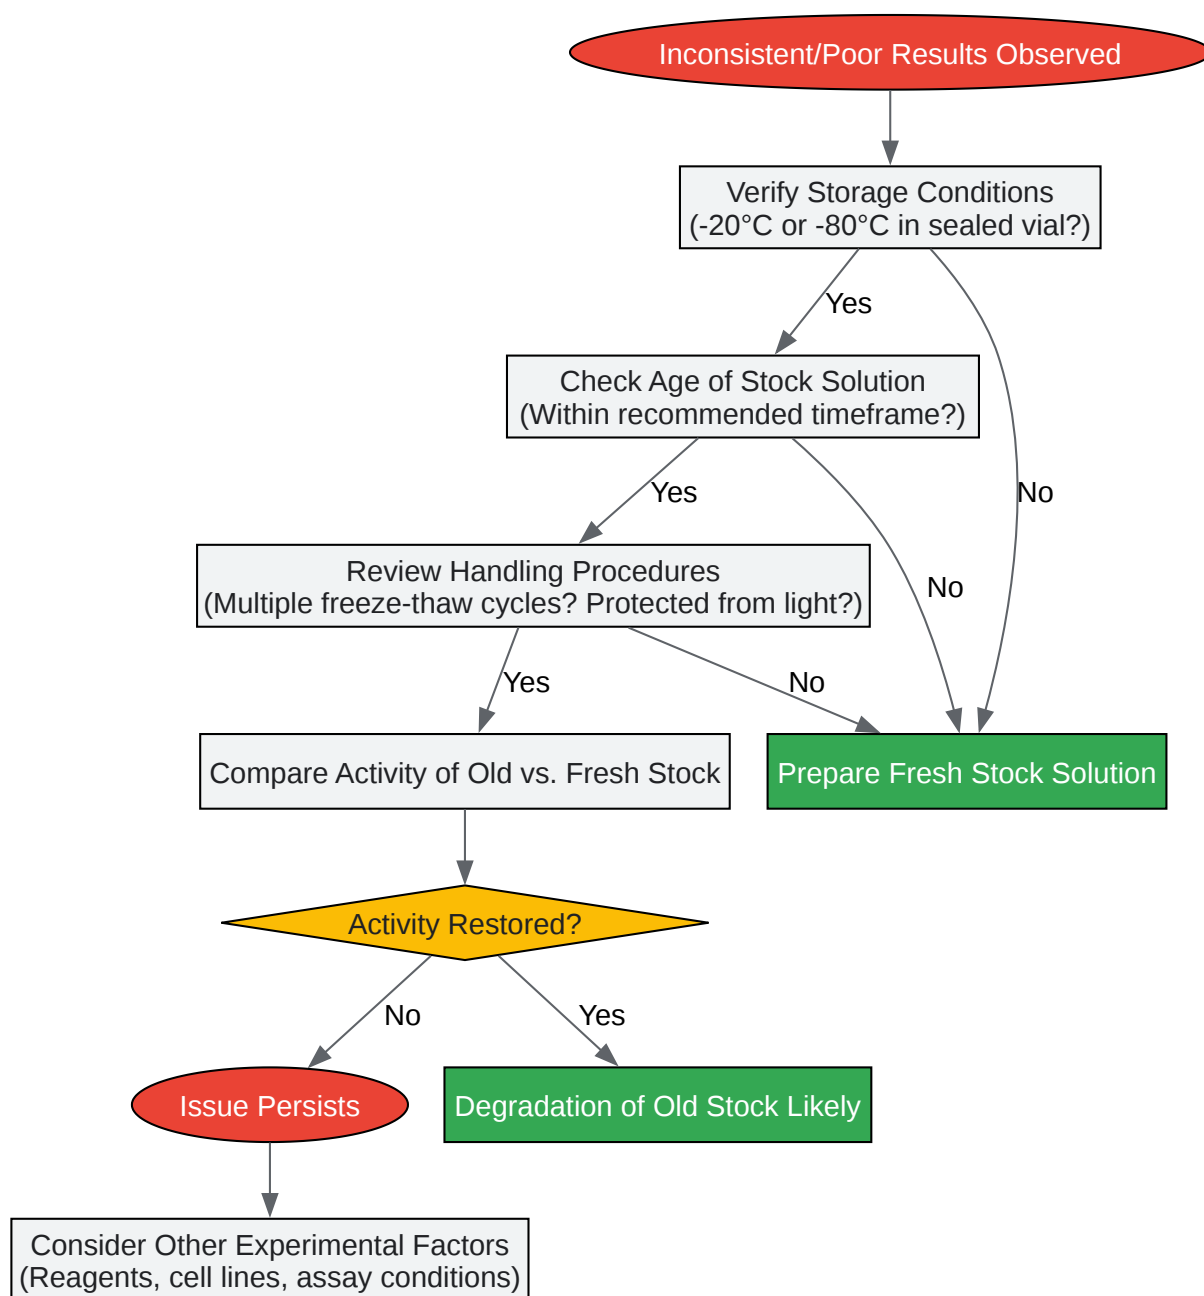 Inconsistent/Poor Results Observed
Verify Storage Conditions
(-20°C or -80°C in sealed vial?)
Yes
Check Age of Stock Solution
(Within recommended timeframe?)
Yes
No
Review Handling Procedures
(Multiple freeze-thaw cycles? Protected from light?)
No
Yes
No
Compare Activity of Old vs. Fresh Stock
Prepare Fresh Stock Solution
Activity Restored?
No
Yes
Issue Persists
Degradation of Old Stock Likely
Consider Other Experimental Factors
(Reagents, cell lines, assay conditions)